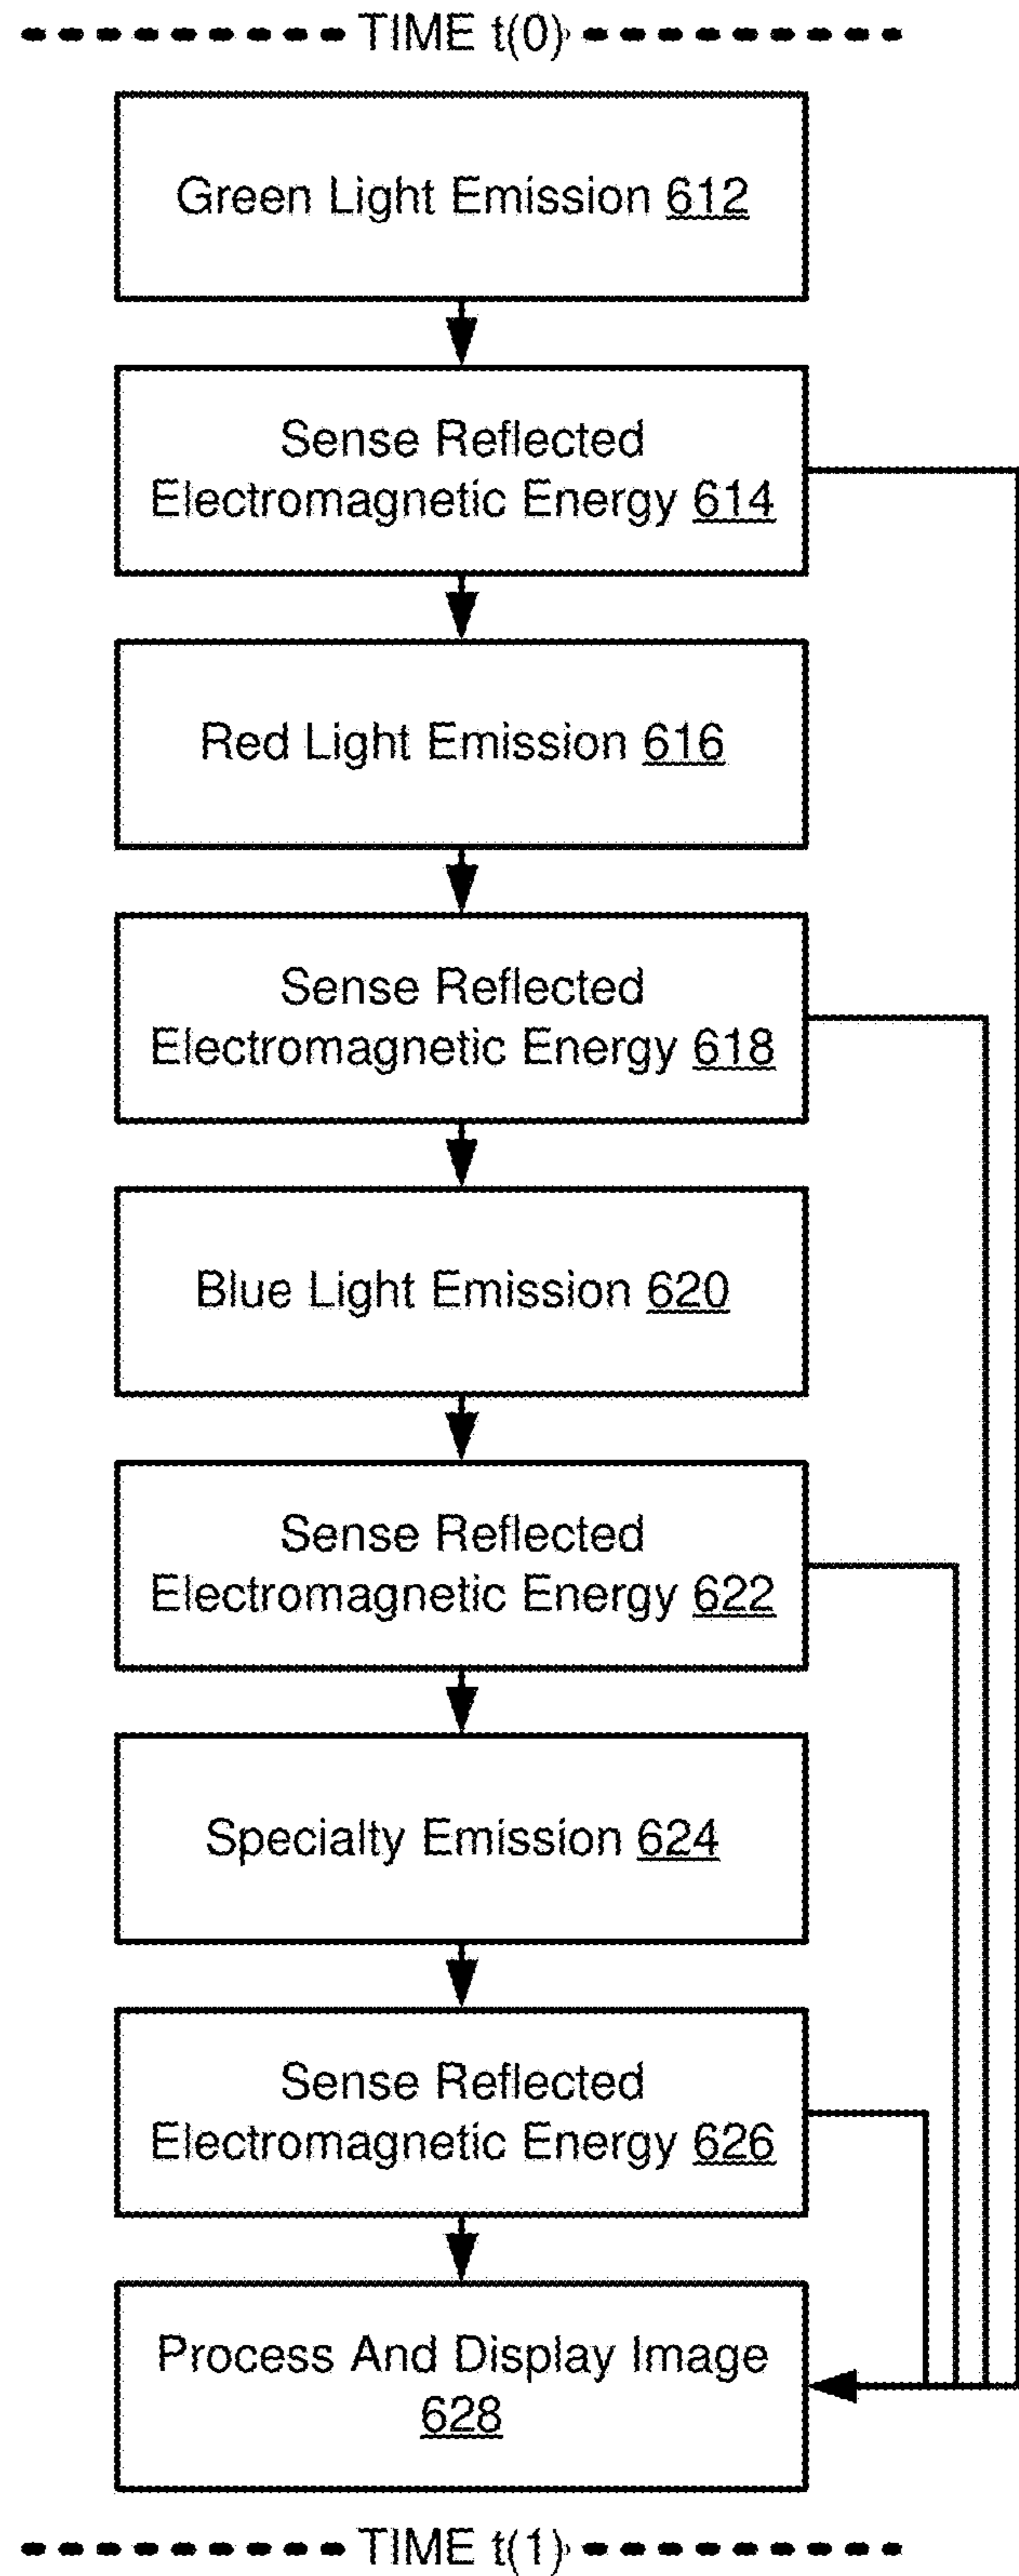 TIME t(0)
Green Light Emission 612
Sense Reflected
Electromagnetic Energy 614
Red Light Emission 616
Sense Reflected
Electromagnetic Energy 618
Blue Light Emission 620
Sense Reflected
Electromagnetic Energy 622
Specialty Emission 624
Sense Reflected
Electromagnetic Energy 626
Process And Display Image
628
TIME t(1)